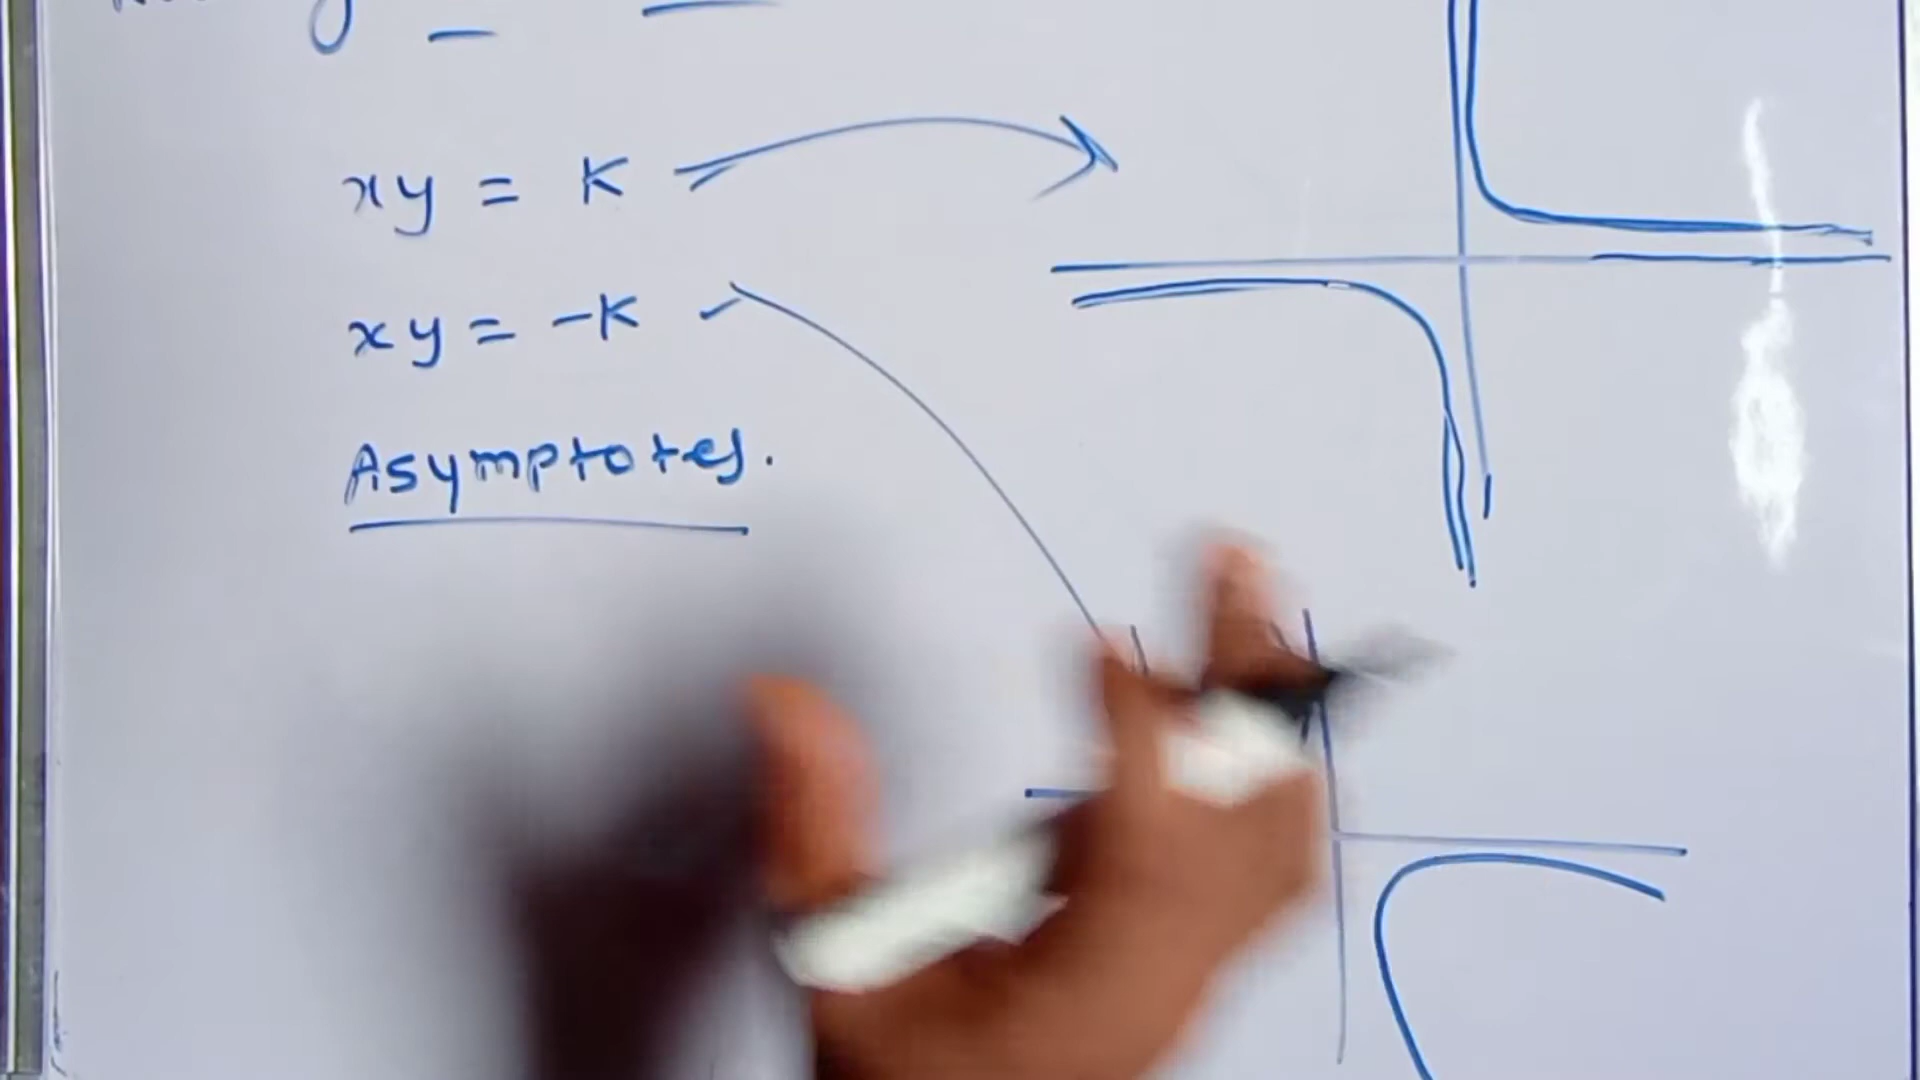 xy = K
xy = -K
Asymptotes.